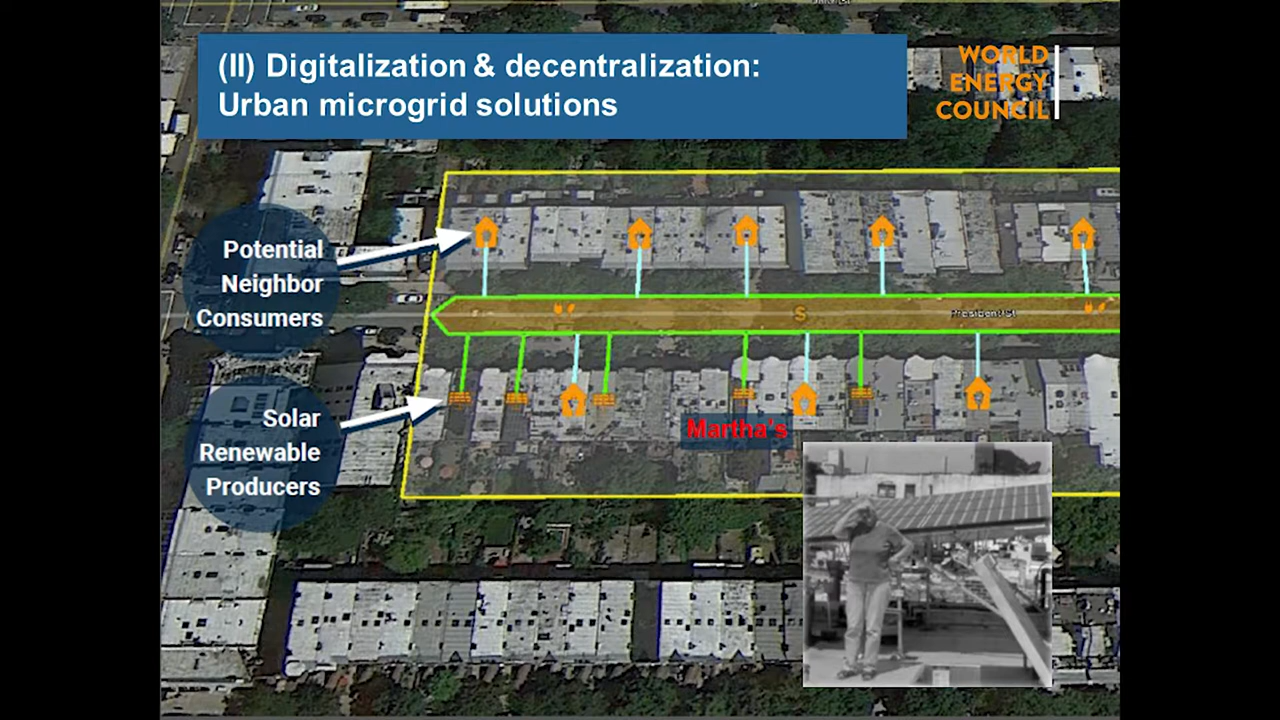 (II) Digitalization & decentralization:
Urban microgrid solutions
WORLD
ENERGY
COUNCIL
Potential
Neighbor
Consumers
S
President St
Solar
Renewable
Producers
Martha's